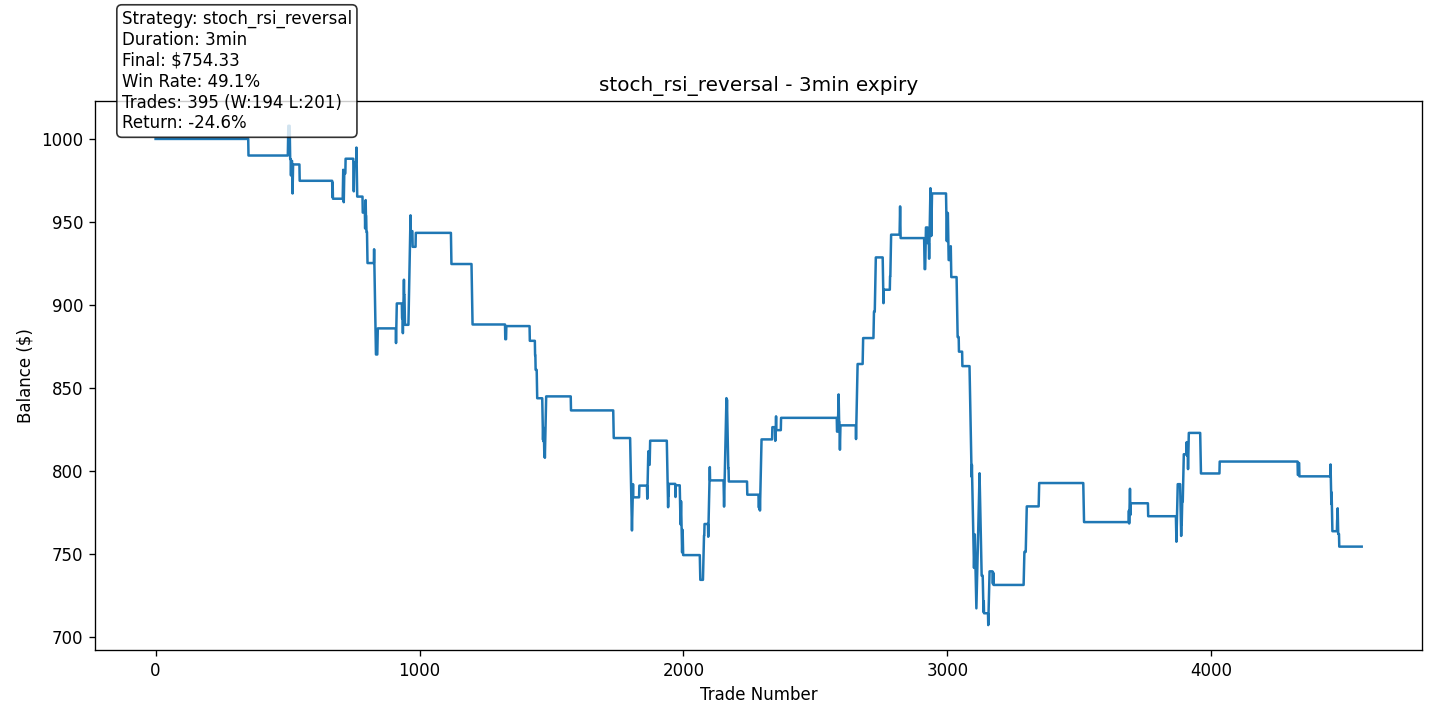 Strategy: stoch_rsi_reversal
Duration: 3min
Final: $754.33
Win Rate: 49.1%
Trades: 395 (W:194 L:201)
Return: -24.6%
stoch_rsi_reversal - 3min expiry
Balance ($)
1000
950
900
850
800
750
700
0 1000 2000 3000 4000
Trade Number